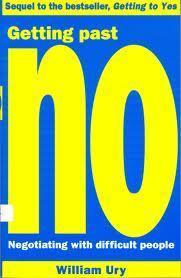 Sequel to the bestseller, Getting to Yes
Getting past
no
Negotiating with difficult people
William Ury